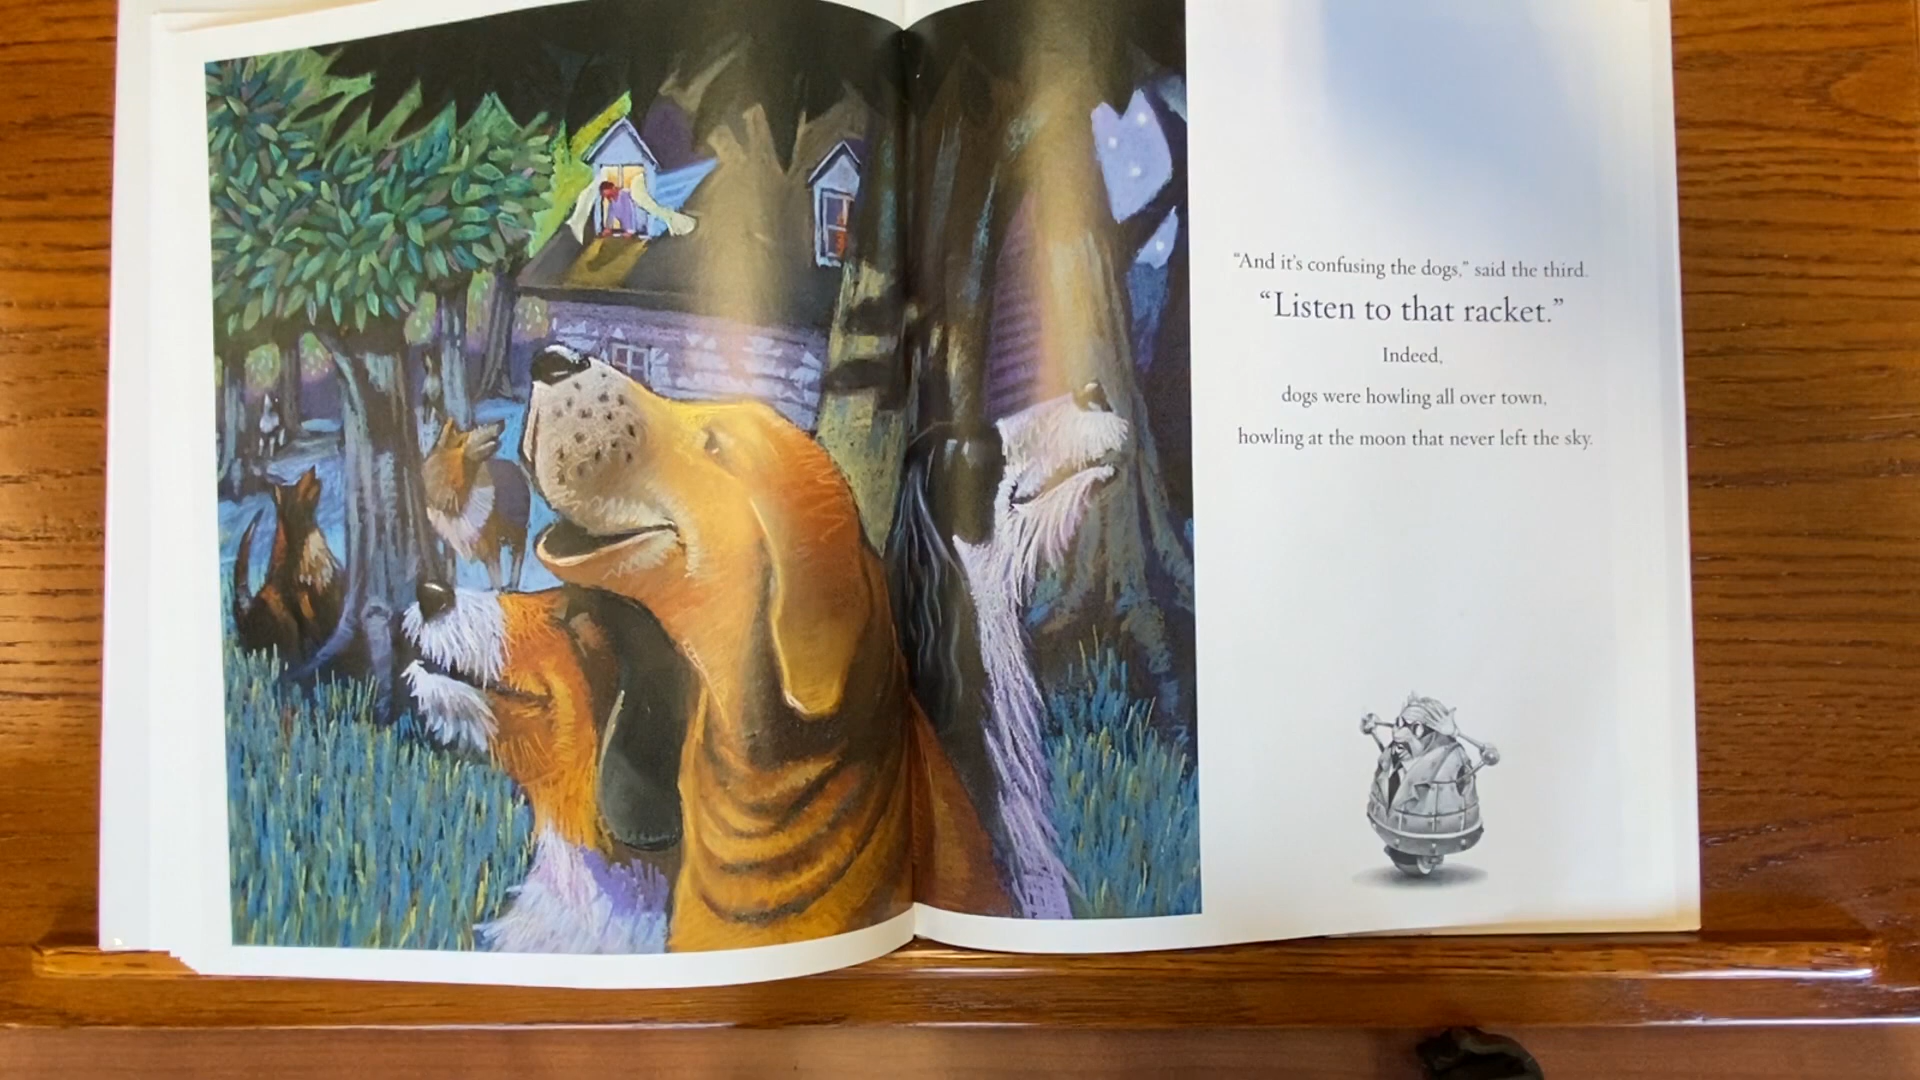 “And it’s confusing the dogs,” said the third.
“Listen to that racket.”
Indeed,
dogs were howling all over town,
howling at the moon that never left the sky.